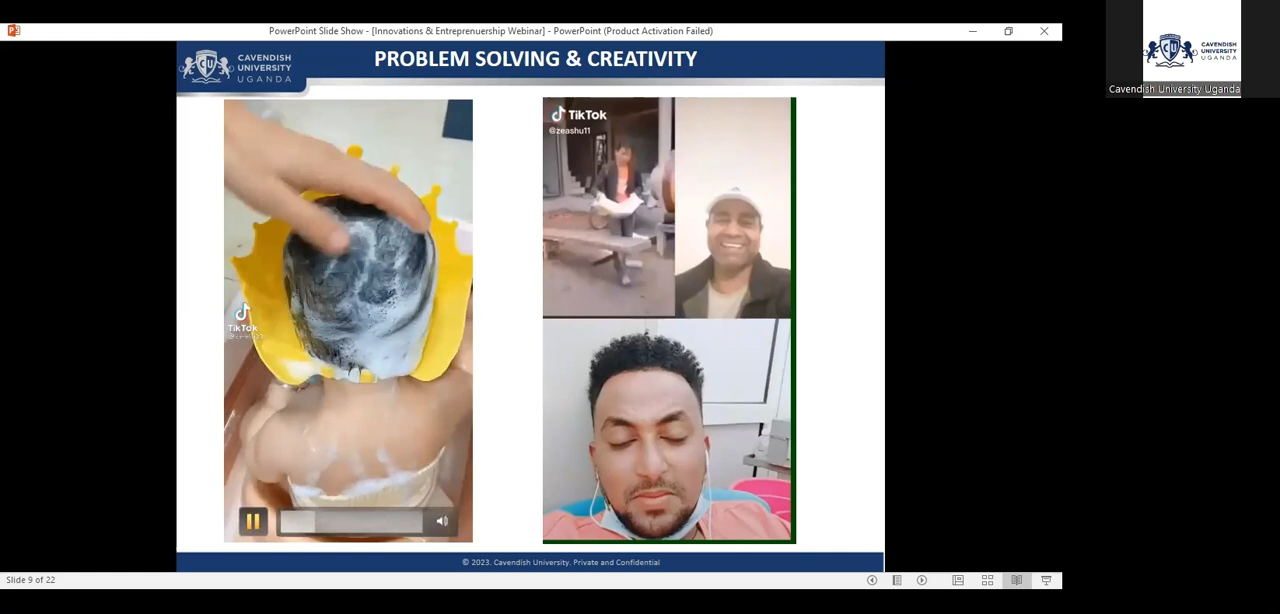 PowerPoint Slide Show - [Innovations & Entreprenuership Webinar] - PowerPoint (Product Activation Failed)
CAVENDISH
UNIVERSITY
UGANDA
PROBLEM SOLVING & CREATIVITY
TikTok
TikTok
@zeashu11
© 2023. Cavendish University. Private and Confidential
Slide 9 of 22
CAVENDISH
UNIVERSITY
UGANDA
Cavendish University Uganda